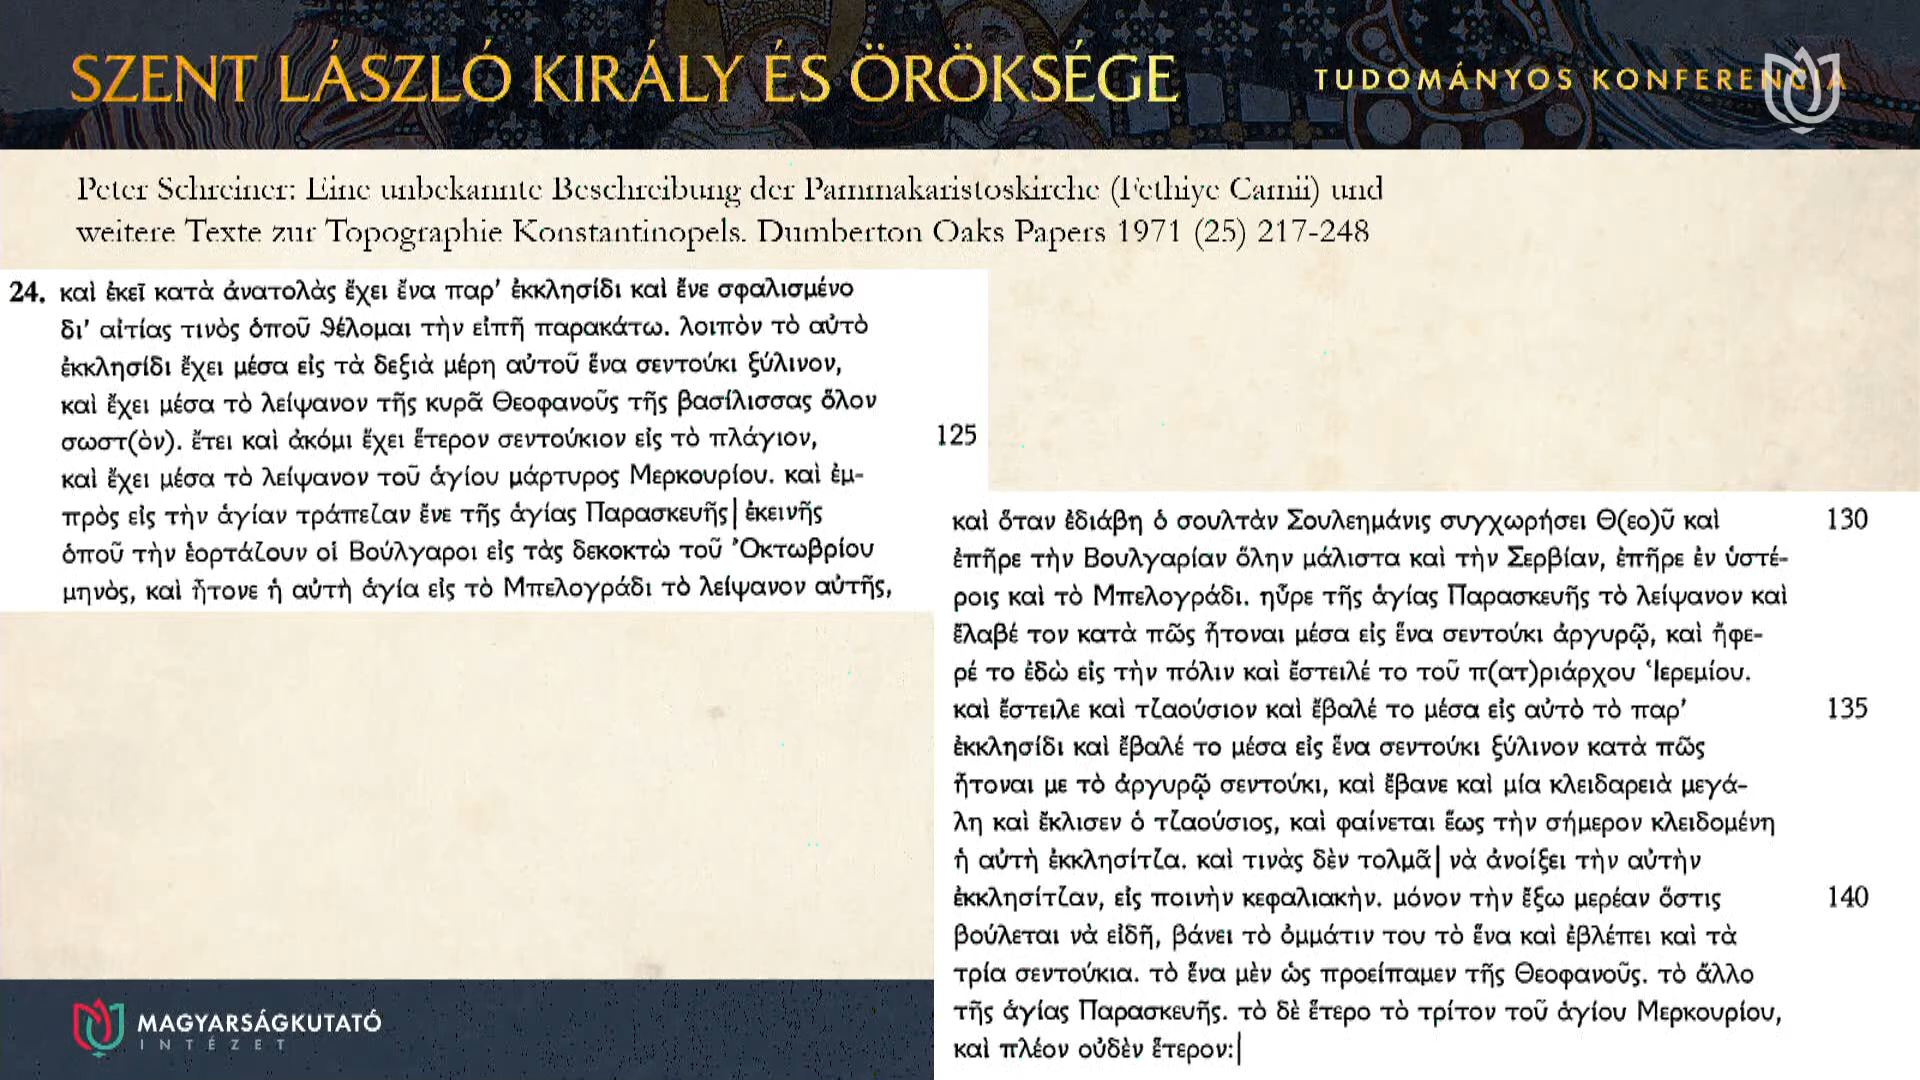 SZENT LÁSZLÓ KIRÁLY ÉS ÖRÖKSÉGE
TUDOMÁNYOS KONFERENCIA
Peter Schreiner: Eine unbekannte Beschreibung der Pammakaristoskirche (Fethiye Camii) und
weitere Texte zur Topographie Konstantinopels. Dumberton Oaks Papers 1971 (25) 217-248
24. καὶ ἐκεῖ κατὰ ἀνατολὰς ἔχει ἕνα παρ’ ἐκκλησίδι καὶ ἔνε σφαλισμένο
δι’ αἰτίας τινὸς ὁποῦ θέλομαι τὴν εἰπῆ παρακάτω. λοιπὸν τὸ αὐτὸ
ἐκκλησίδι ἔχει μέσα εἰς τὰ δεξιὰ μέρη αὐτοῦ ἕνα σεντούκι ξύλινον,
καὶ ἔχει μέσα τὸ λείψανον τῆς κυρᾶ Θεοφανοῦς τῆς βασίλισσας ὅλον
σωστ(ὸν). ἔτει καὶ ἀκόμι ἔχει ἕτερον σεντούκιον εἰς τὸ πλάγιον, 125
καὶ ἔχει μέσα τὸ λείψανον τοῦ ἁγίου μάρτυρος Μερκουρίου. καὶ ἐμ-
πρὸς εἰς τὴν ἁγίαν τράπεζαν ἔνε τῆς ἁγίας Παρασκευῆς| ἐκεινῆς
ὁποῦ τὴν ἑορτάζουν οἱ Βούλγαροι εἰς τὰς δεκοκτὼ τοῦ Ὀκτωβρίου
μηνὸς, καὶ ἦτονε ἡ αὐτὴ ἁγία εἰς τὸ Μπελογράδι τὸ λείψανον αὐτῆς,
καὶ ὅταν ἐδιάβη ὁ σουλτὰν Σουλεημάνις συγχωρήσει Θ(εο)ῦ καὶ 130
ἐπῆρε τὴν Βουλγαρίαν ὅλην μάλιστα καὶ τὴν Σερβίαν, ἐπῆρε ἐν ὑστέ-
ροις καὶ τὸ Μπελογράδι. ηὗρε τῆς ἁγίας Παρασκευῆς τὸ λείψανον καὶ
ἔλαβέ τον κατὰ πῶς ἤτοναι μέσα εἰς ἕνα σεντούκι ἀργυρῷ, καὶ ἤφε-
ρέ το ἐδὼ εἰς τὴν πόλιν καὶ ἔστειλέ το τοῦ π(ατ)ριάρχου Ἱερεμίου.
καὶ ἔστειλε καὶ τζαούσιον καὶ ἔβαλέ το μέσα εἰς αὐτὸ τὸ παρ’ 135
ἐκκλησίδι καὶ ἔβαλέ το μέσα εἰς ἕνα σεντούκι ξύλινον κατὰ πῶς
ἤτοναι με τὸ ἀργυρῷ σεντούκι, καὶ ἔβανε καὶ μία κλειδαρειὰ μεγά-
λη καὶ ἔκλισεν ὁ τζαούσιος, καὶ φαίνεται ἕως τὴν σήμερον κλειδομένη
ἡ αὐτὴ ἐκκλησίτζα. καὶ τινὰς δὲν τολμᾶ| νὰ ἀνοίξει τὴν αὐτὴν
ἐκκλησίτζαν, εἰς ποινὴν κεφαλιακὴν. μόνον τὴν ἔξω μερέαν ὅστις 140
βούλεται νὰ εἰδῆ, βάνει τὸ ὀμμάτιν του τὸ ἕνα καὶ ἐβλέπει καὶ τὰ
τρία σεντούκια. τὸ ἕνα μὲν ὡς προείπαμεν τῆς Θεοφανοῦς. τὸ ἄλλο
τῆς ἁγίας Παρασκευῆς. τὸ δὲ ἕτερο τὸ τρίτον τοῦ ἁγίου Μερκουρίου,
καὶ πλέον οὐδὲν ἕτερον:|
MAGYARSÁGKUTATÓ
INTÉZET